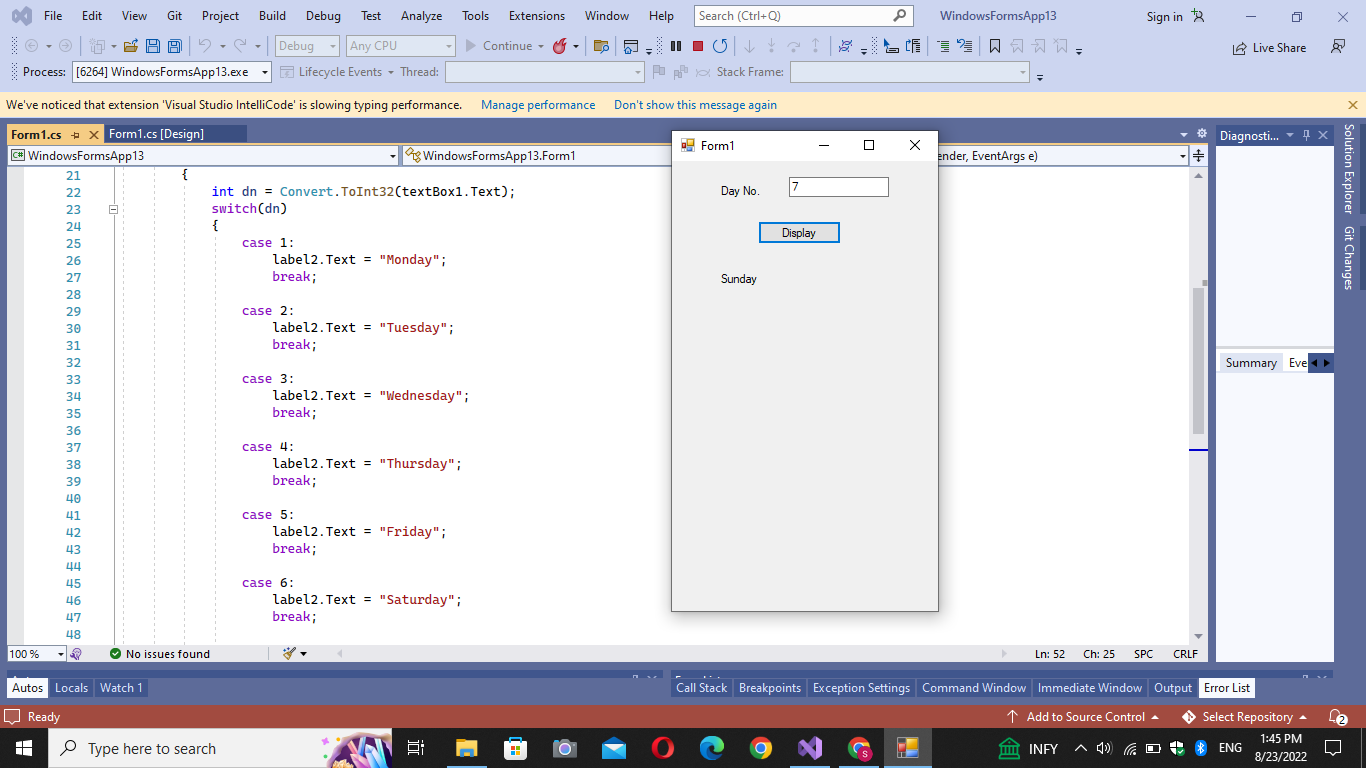 File Edit View Git Project Build Debug Test Analyze Tools Extensions Window Help Search (Ctrl+Q) WindowsFormsApp13 Sign in
Debug Any CPU Continue Live Share
Process: [6264] WindowsFormsApp13.exe Lifecycle Events Thread: Stack Frame:
We've noticed that extension 'Visual Studio IntelliCode' is slowing typing performance. Manage performance Don't show this message again
Form1.cs Form1.cs [Design]
C# WindowsFormsApp13 WindowsFormsApp13.Form1 ender, EventArgs e)
21 {
22 int dn = Convert.ToInt32(textBox1.Text);
23 switch(dn)
24 {
25 case 1:
26 label2.Text = "Monday";
27 break;
28
29 case 2:
30 label2.Text = "Tuesday";
31 break;
32
33 case 3:
34 label2.Text = "Wednesday";
35 break;
36
37 case 4:
38 label2.Text = "Thursday";
39 break;
40
41 case 5:
42 label2.Text = "Friday";
43 break;
44
45 case 6:
46 label2.Text = "Saturday";
47 break;
48
Form1
Day No. 7
Display
Sunday
Diagnosti...
Summary Eve
Solution Explorer
Git Changes
100 % No issues found Ln: 52 Ch: 25 SPC CRLF
Autos Locals Watch 1 Call Stack Breakpoints Exception Settings Command Window Immediate Window Output Error List
Ready Add to Source Control Select Repository 2
Type here to search S INFY ENG 1:45 PM
8/23/2022